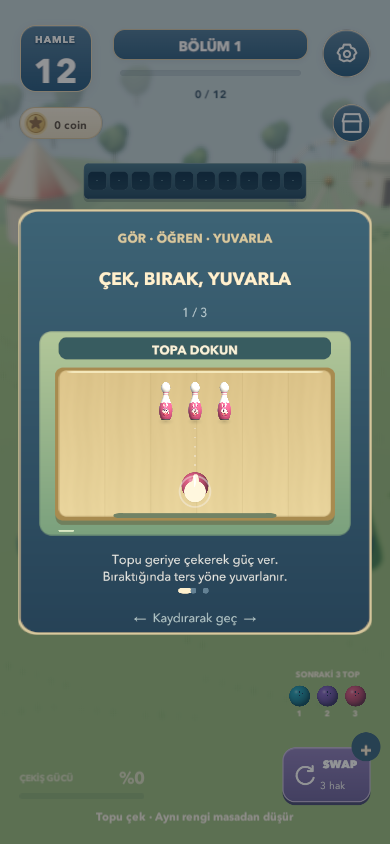 HAMLE
12
BÖLÜM 1
0 / 12
0 coin
GÖR · ÖĞREN · YUVARLA
ÇEK, BIRAK, YUVARLA
1 / 3
TOPA DOKUN
Topu geriye çekerek güç ver.
Bıraktığında ters yöne yuvarlanır.
← Kaydırarak geç →
SONRAKİ 3 TOP
1 2 3
ÇEKİŞ GÜCÜ %0
SWAP
3 hak
+
Topu çek · Aynı rengi masadan düşür